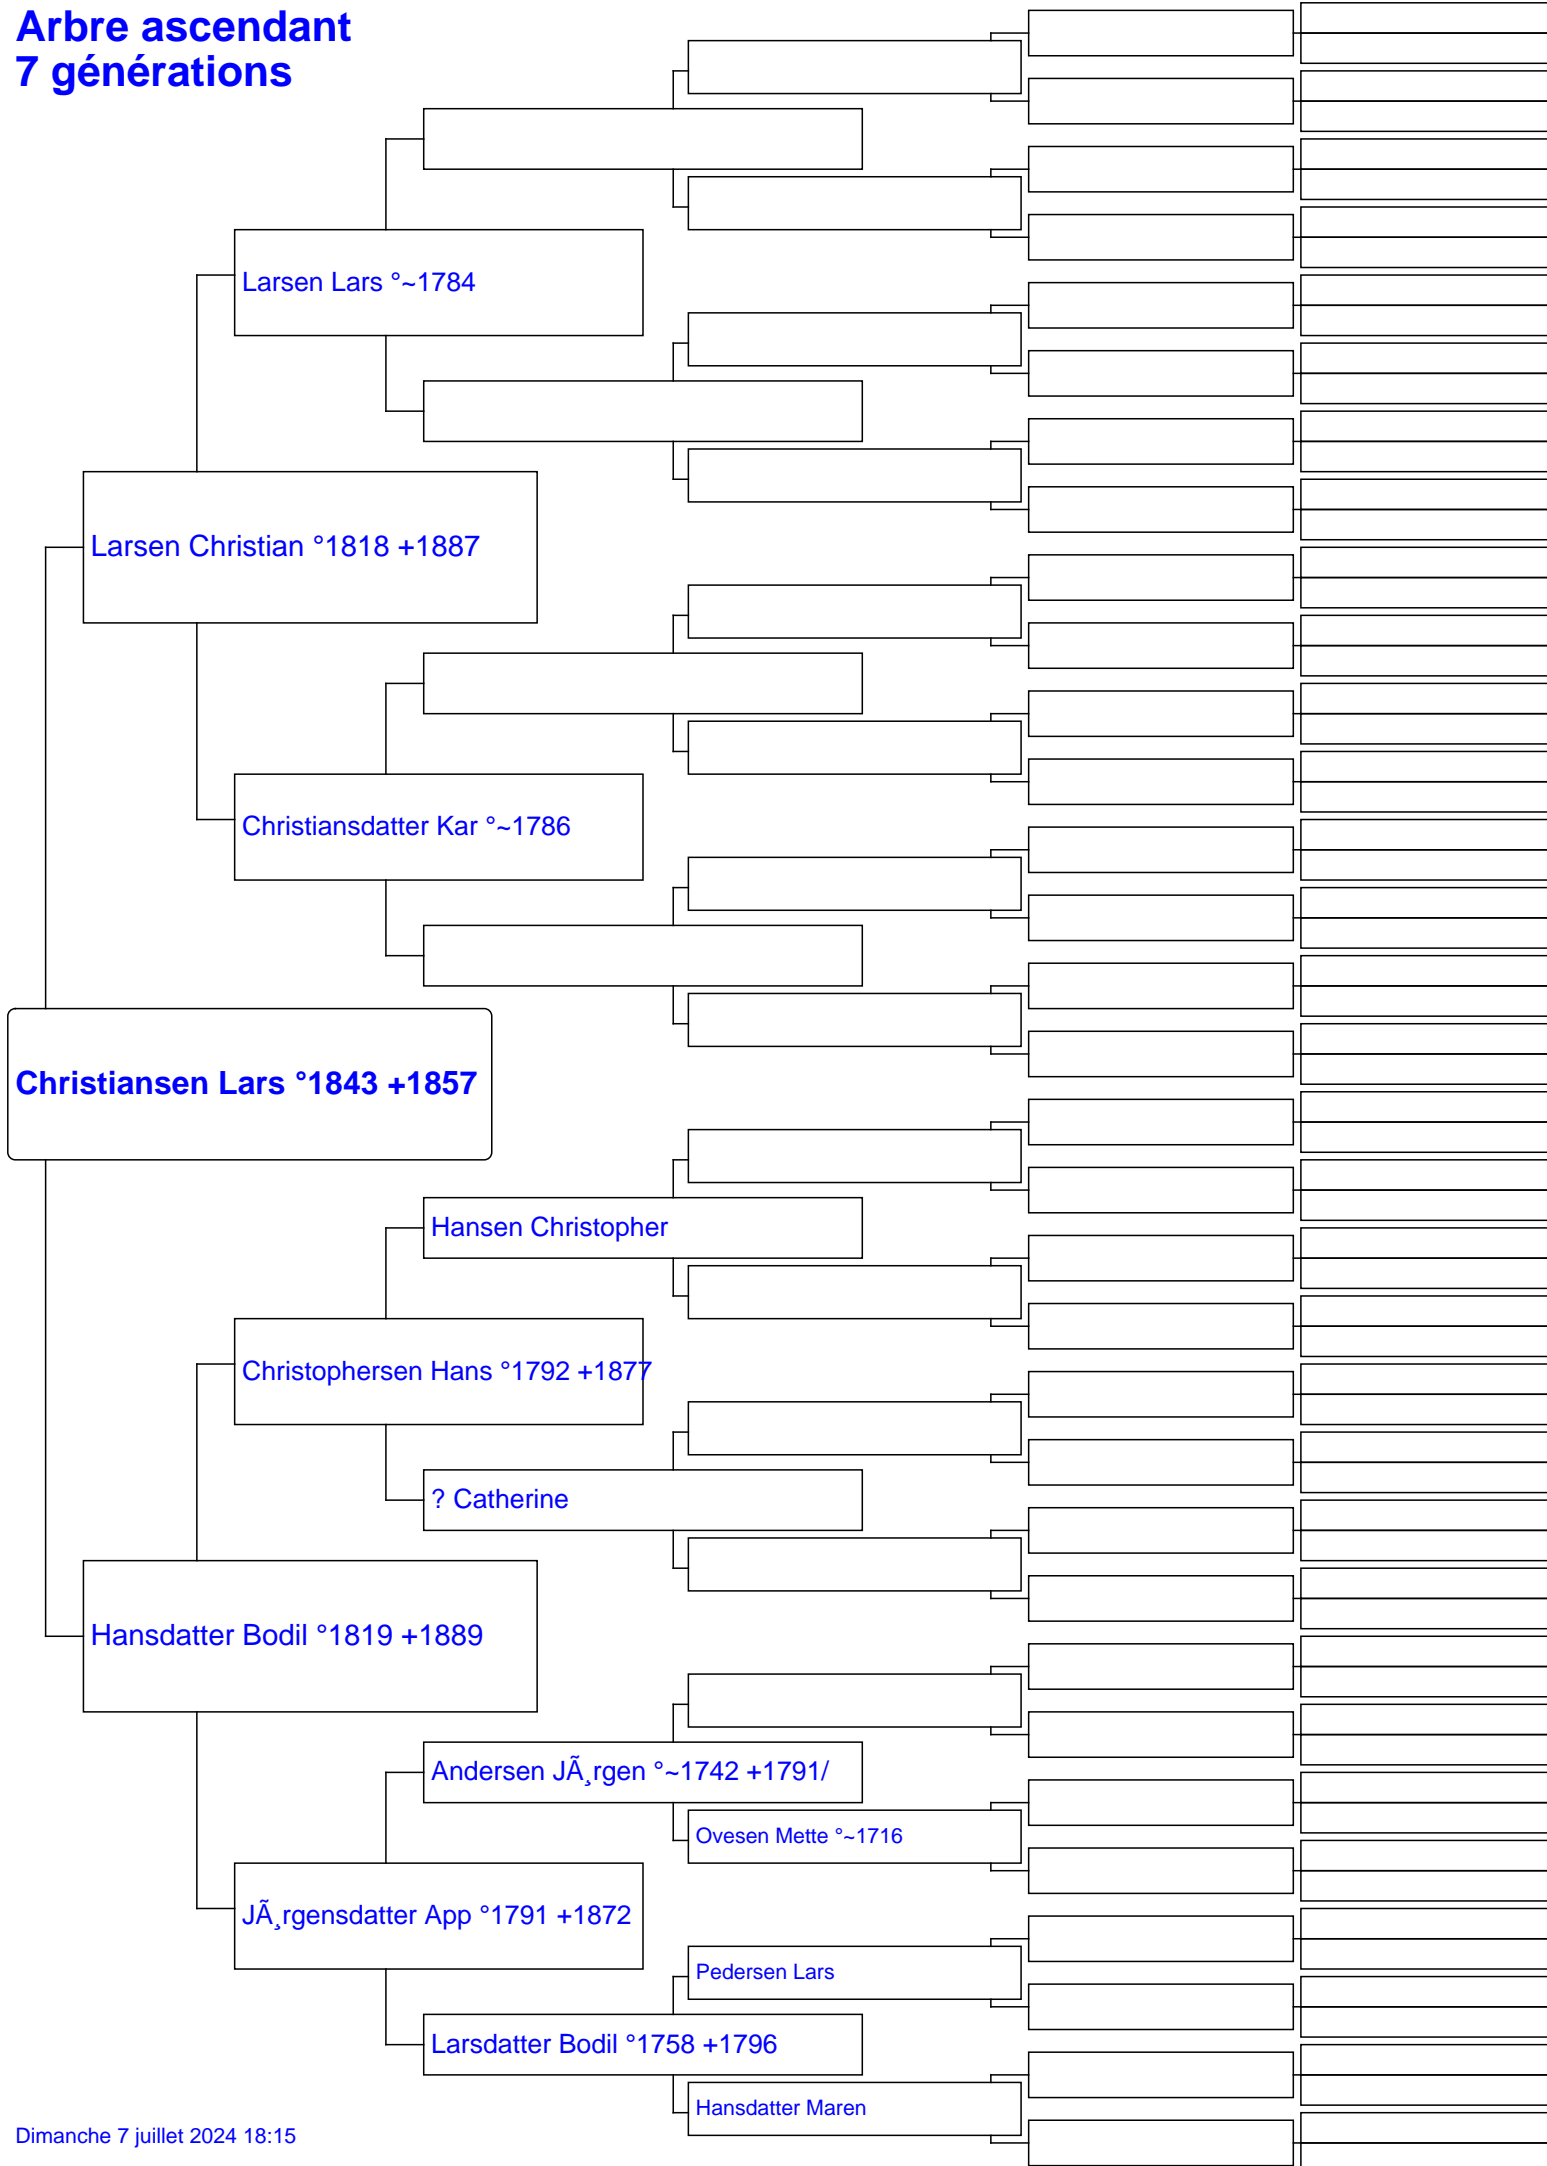 Arbre ascendant
7 générations
Larsen Lars °~1784
Larsen Christian °1818 +1887
Christiansdatter Kar °~1786
Christiansen Lars °1843 +1857
Hansen Christopher
Christophersen Hans °1792 +1877
? Catherine
Hansdatter Bodil °1819 +1889
Andersen JÃ¸rgen °~1742 +1791/
Ovesen Mette °~1716
JÃ¸rgensdatter App °1791 +1872
Pedersen Lars
Larsdatter Bodil °1758 +1796
Hansdatter Maren
Dimanche 7 juillet 2024 18:15